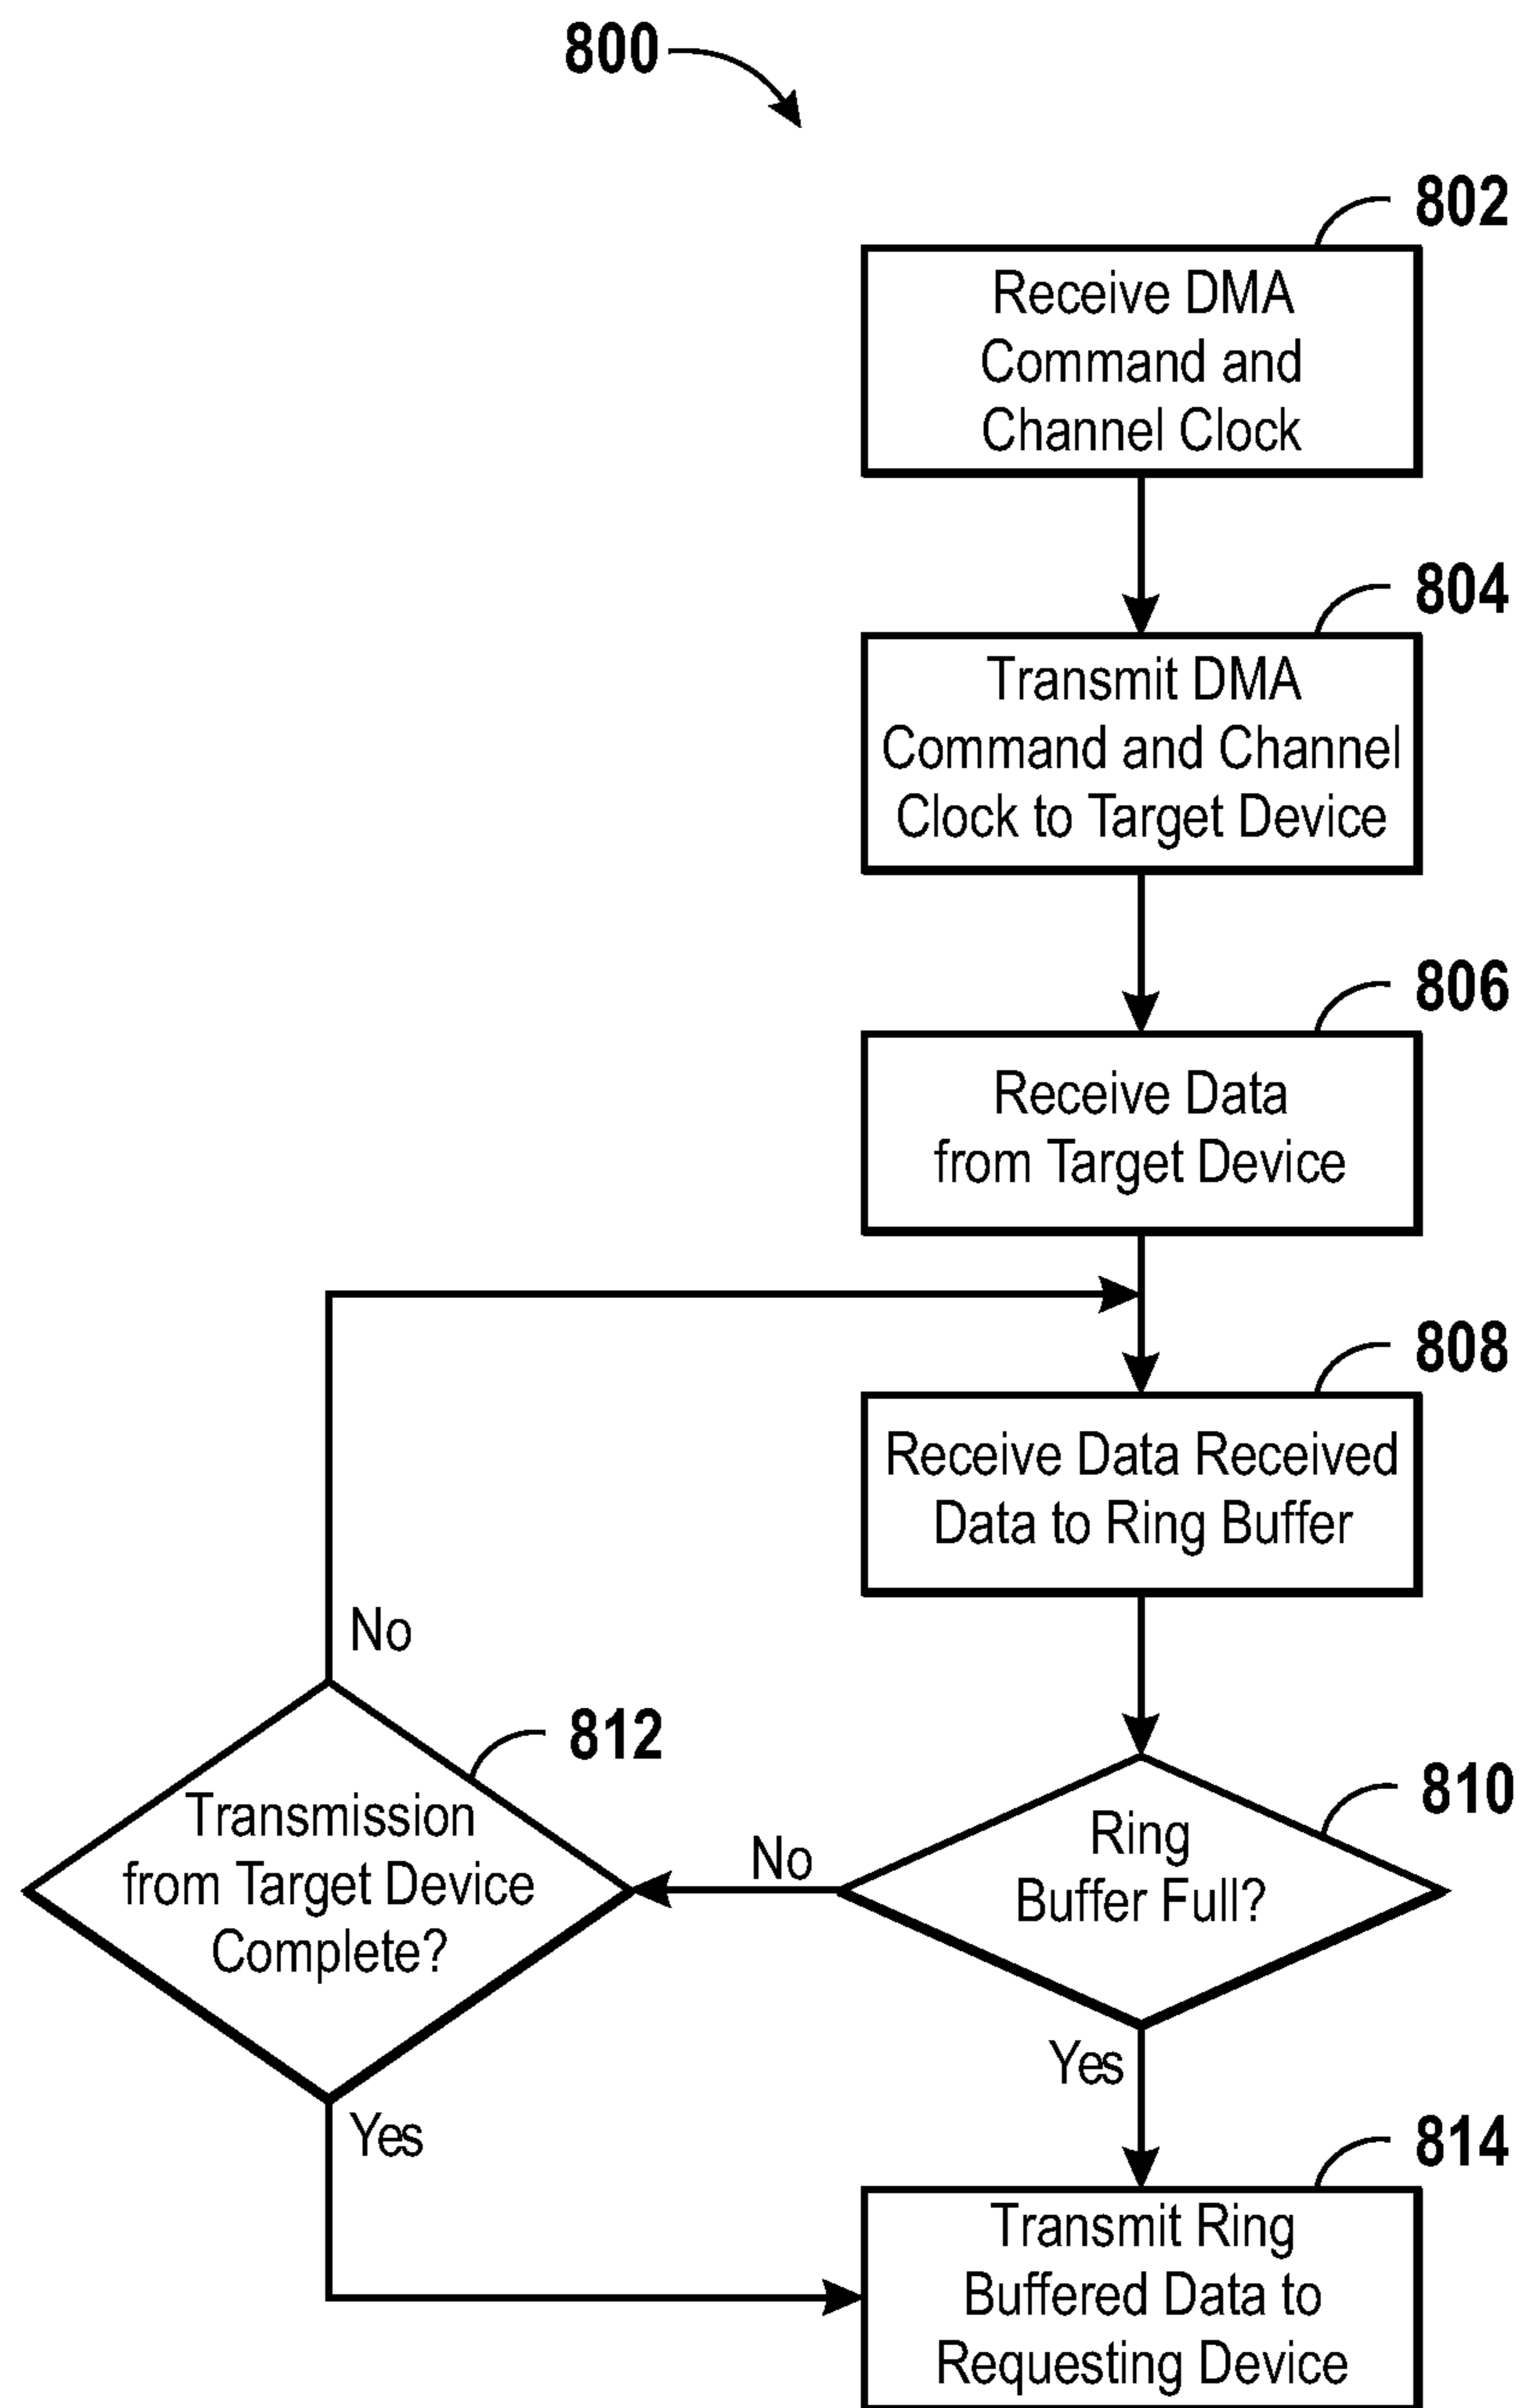 800
802
Receive DMA
Command and
Channel Clock
804
Transmit DMA
Command and Channel
Clock to Target Device
806
Receive Data
from Target Device
808
Receive Data Received
Data to Ring Buffer
No
812
Transmission
from Target Device
Complete?
No
810
Ring
Buffer Full?
Yes
Yes
814
Transmit Ring
Buffered Data to
Requesting Device